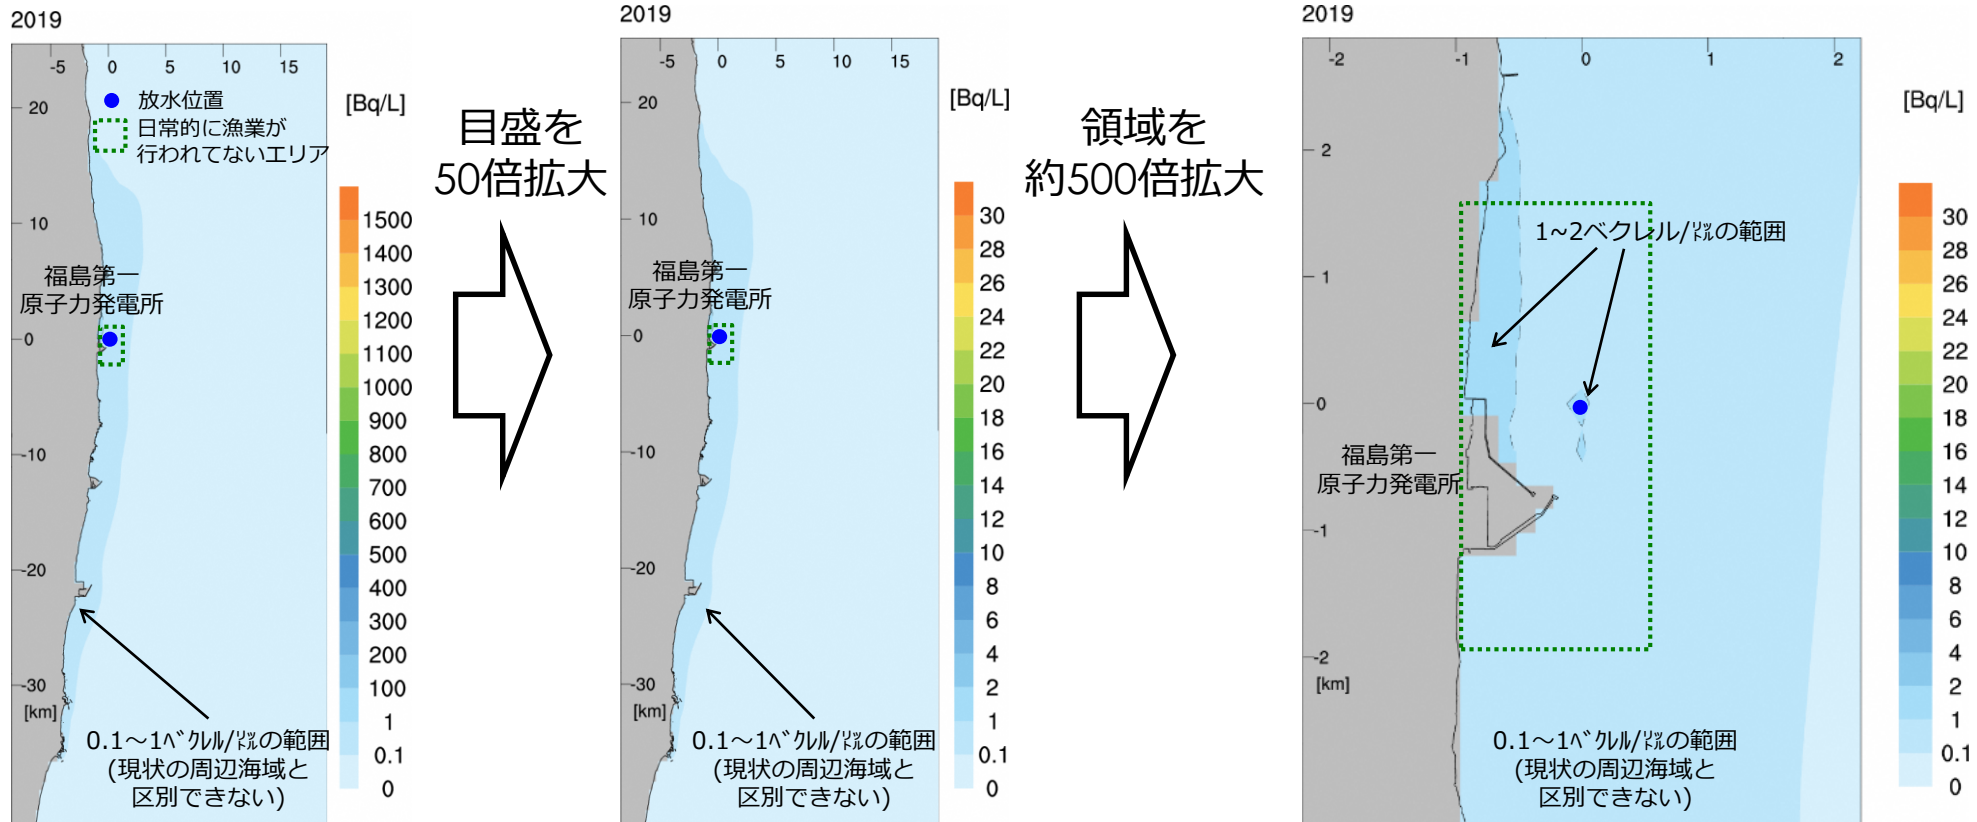 2019
-5 0 5 10 15
放水位置
日常的に漁業が
行われてないエリア
20
10
0
-10
-20
-30
[km]
福島第一
原子力発電所
0.1～1ﾍﾞｸﾚﾙ/㍑の範囲
(現状の周辺海域と
区別できない)
[Bq/L]
1500
1400
1300
1200
1100
1000
900
800
700
600
500
400
300
200
100
1
0.1
0
目盛を
50倍拡大
2019
-5 0 5 10 15
20
10
0
-10
-20
-30
[km]
福島第一
原子力発電所
0.1～1ﾍﾞｸﾚﾙ/㍑の範囲
(現状の周辺海域と
区別できない)
[Bq/L]
30
28
26
24
22
20
18
16
14
12
10
8
6
4
2
1
0.1
0
領域を
約500倍拡大
2019
-2 -1 0 1 2
2
1
0
-1
-2
[km]
1~2ベクレル/㍑の範囲
福島第一
原子力発電所
0.1～1ﾍﾞｸﾚﾙ/㍑の範囲
(現状の周辺海域と
区別できない)
[Bq/L]
30
28
26
24
22
20
18
16
14
12
10
8
6
4
2
1
0.1
0